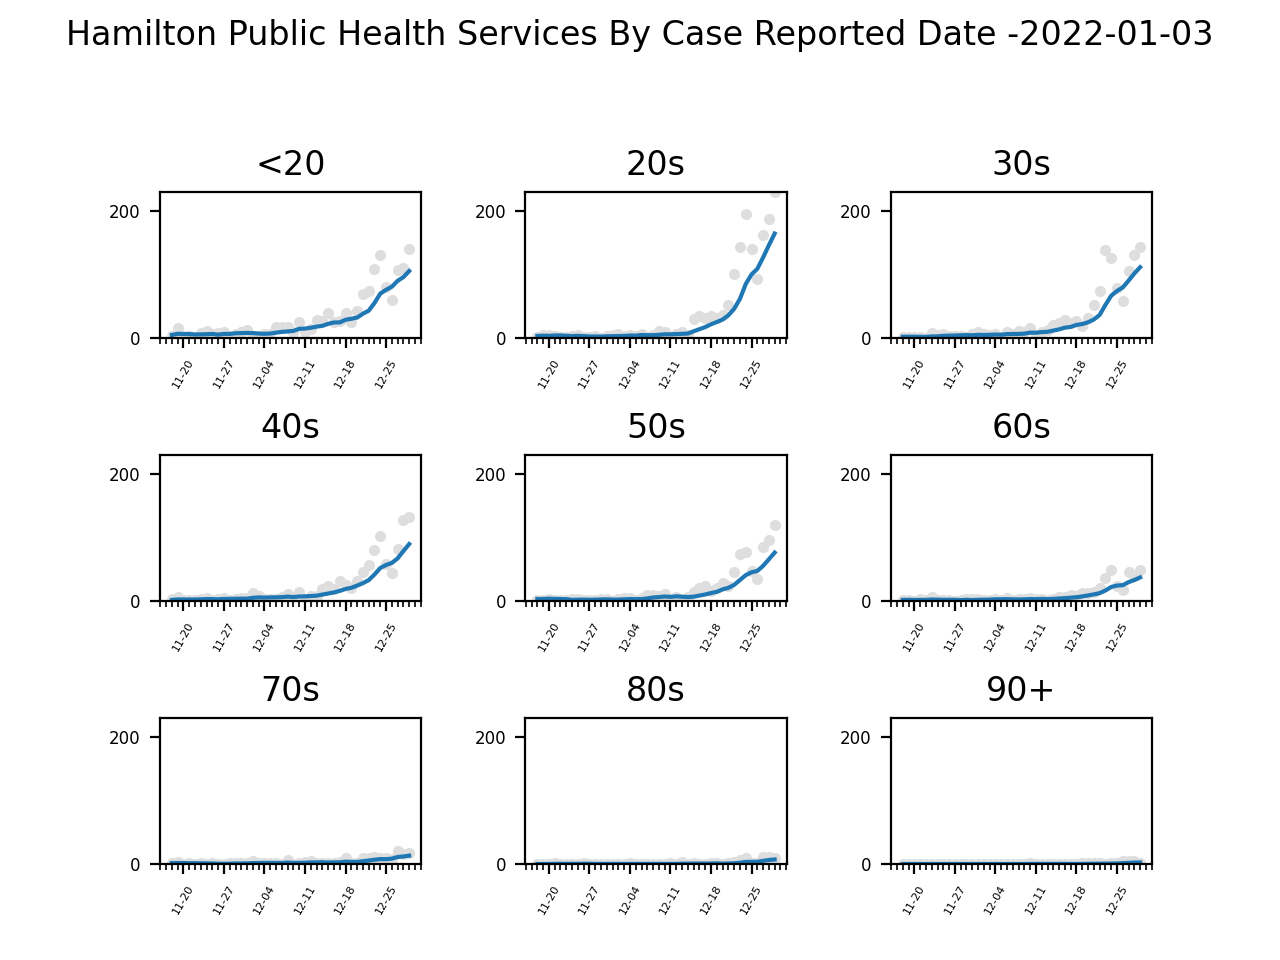 Hamilton Public Health Services By Case Reported Date -2022-01-03
<20 20s 30s
200 200 200
0 0 0
11-20 11-27 12-04 12-11 12-18 12-25 11-20 11-27 12-04 12-11 12-18 12-25 11-20 11-27 12-04 12-11 12-18 12-25
40s 50s 60s
200 200 200
0 0 0
11-20 11-27 12-04 12-11 12-18 12-25 11-20 11-27 12-04 12-11 12-18 12-25 11-20 11-27 12-04 12-11 12-18 12-25
70s 80s 90+
200 200 200
0 0 0
11-20 11-27 12-04 12-11 12-18 12-25 11-20 11-27 12-04 12-11 12-18 12-25 11-20 11-27 12-04 12-11 12-18 12-25